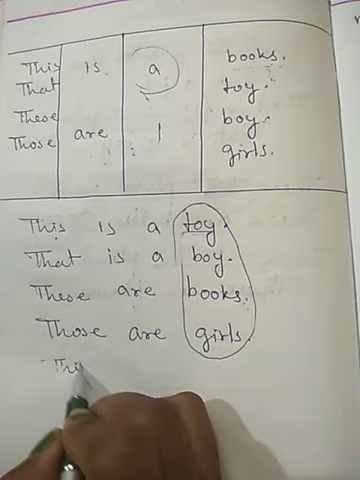 This is a books.
That toy.
These boy.
Those are girls.
This is a toy.
That is a boy.
These are books.
Those are girls.
Thi